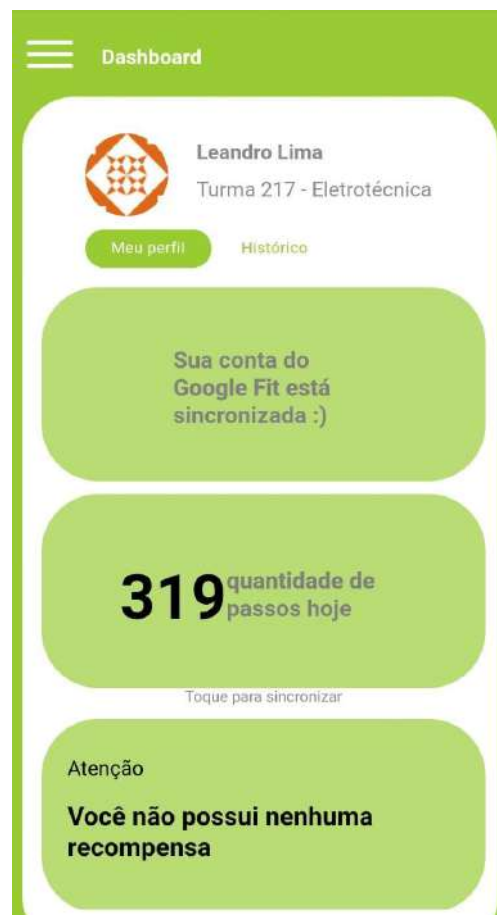 Dashboard
Leandro Lima
Turma 217 - Eletrotécnica
Meu perfil
Histórico
Sua conta do
Google Fit está
sincronizada :)
319
quantidade de
passos hoje
Toque para sincronizar
Atenção
Você não possui nenhuma
recompensa